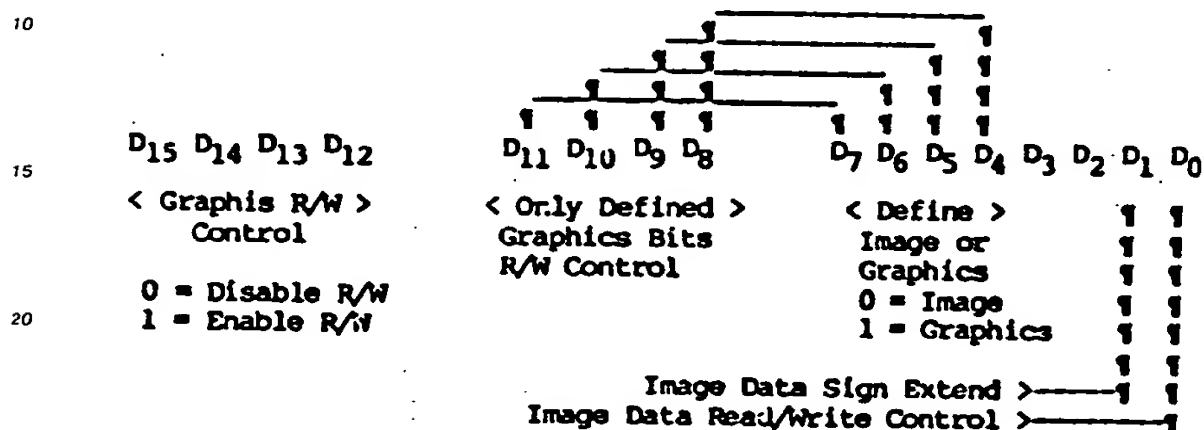 10
D15 D14 D13 D12 D11 D10 D9 D8 D7 D6 D5 D4 D3 D2 D1 D0
15
< Graphis R/W > < Only Defined > < Define >
Control Graphics Bits Image or
R/W Control Graphics
0 = Disable R/W 0 = Image
20
1 = Enable R/W 1 = Graphics
Image Data Sign Extend >
Image Data Read/Write Control >